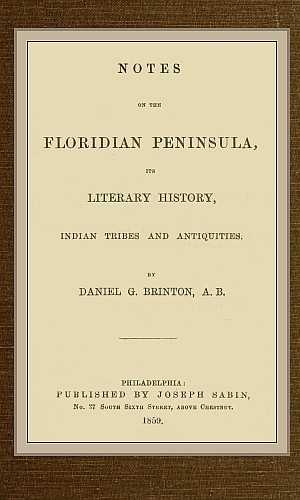 NOTES
ON THE
FLORIDIAN PENINSULA,
ITS
LITERARY HISTORY,
INDIAN TRIBES AND ANTIQUITIES.
BY
DANIEL G. BRINTON, A. B.
PHILADELPHIA:
PUBLISHED BY JOSEPH SABIN,
No. 27 South Sixth Street, above Chestnut.
1859.